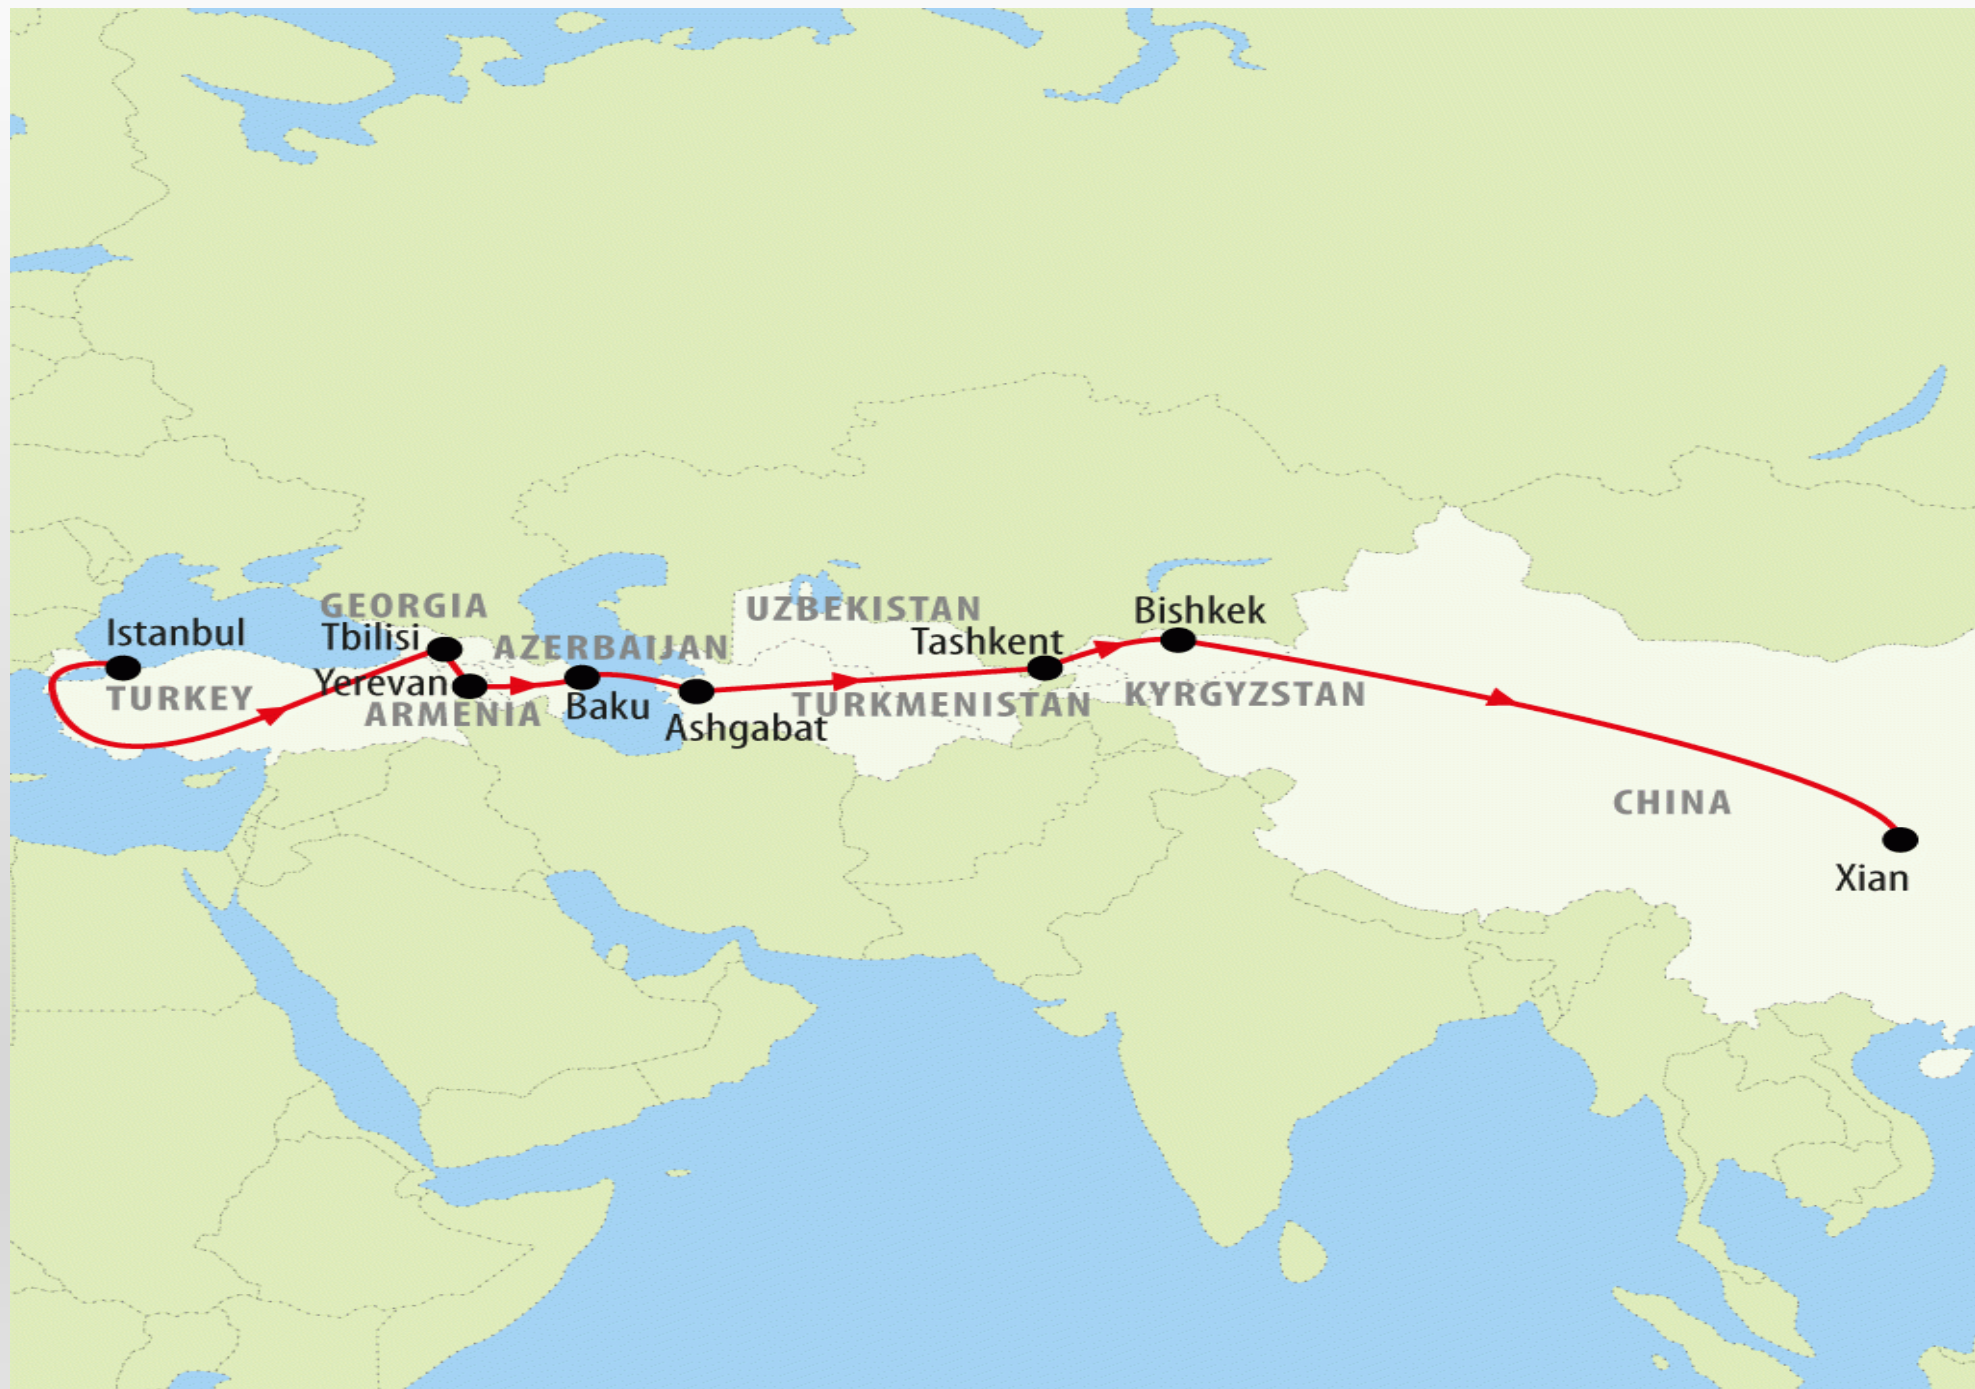 GEORGIA
UZBEKISTAN
Bishkek
Istanbul
Tbilisi
AZERBAIJAN
Tashkent
Yerevan
TURKEY
ARMENIA
Baku
Ashgabat
TURKMENISTAN
KYRGYZSTAN
CHINA
Xian